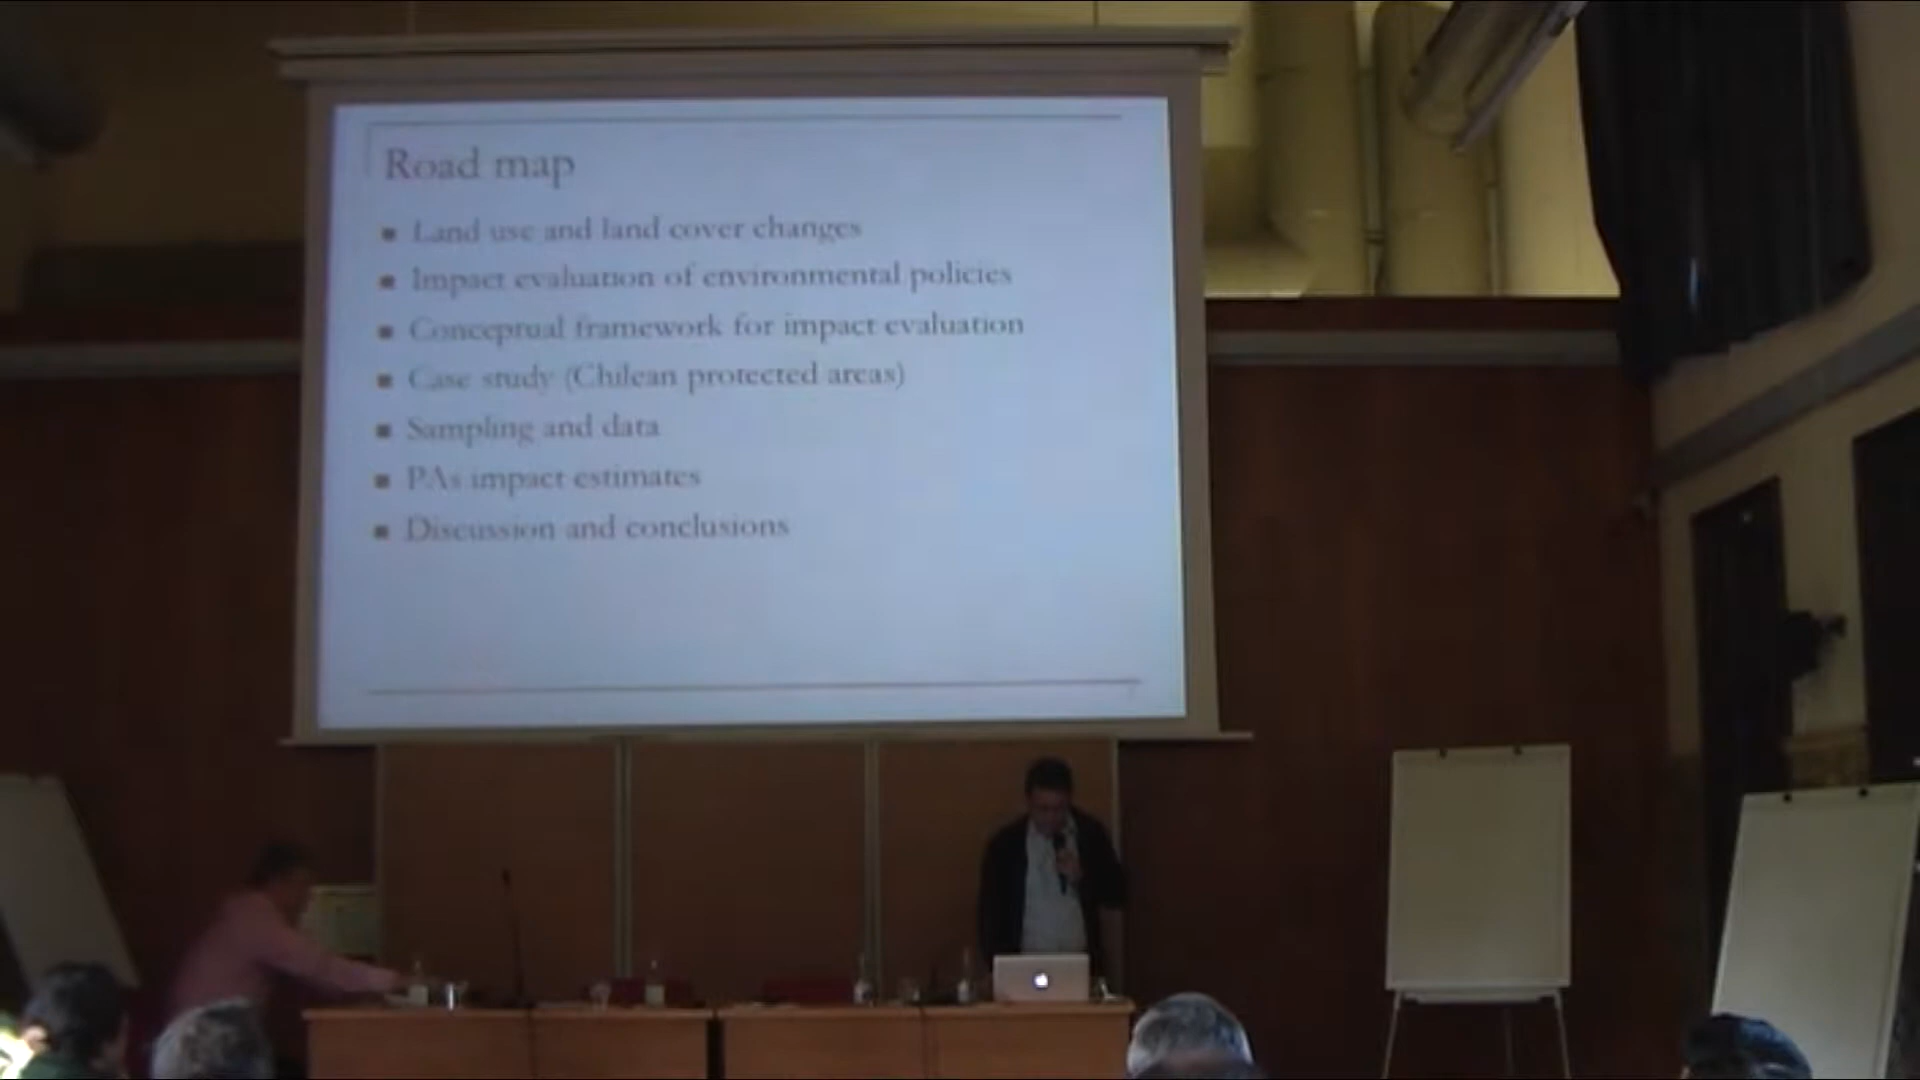 Road map
Land use and land cover changes
Impact evaluation of environmental policies
Conceptual framework for impact evaluation
Case study (Chilean protected areas)
Sampling and data
PAs impact estimates
Discussion and conclusions